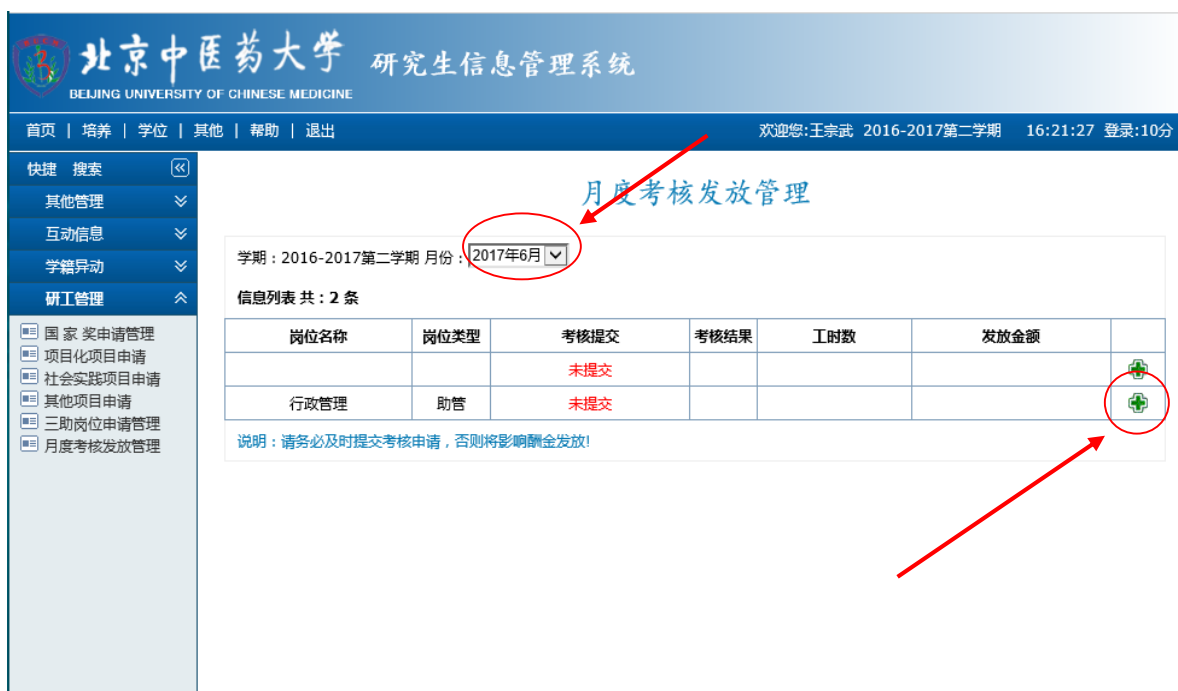 北京中医药大学 研究生信息管理系统
BEIJING UNIVERSITY OF CHINESE MEDICINE
首页 | 培养 | 学位 | 其他 | 帮助 | 退出 欢迎您:王宗武 2016-2017第二学期 16:21:27 登录:10分
快捷 搜索
其他管理
互动信息
学籍异动
研工管理
国 家 奖申请管理
项目化项目申请
社会实践项目申请
其他项目申请
三助岗位申请管理
月度考核发放管理
月度考核发放管理
学期：2016-2017第二学期 月份：2017年6月
信息列表 共：2 条
岗位名称 岗位类型 考核提交 考核结果 工时数 发放金额
未提交
行政管理 助管 未提交
说明：请务必及时提交考核申请，否则将影响酬金发放!